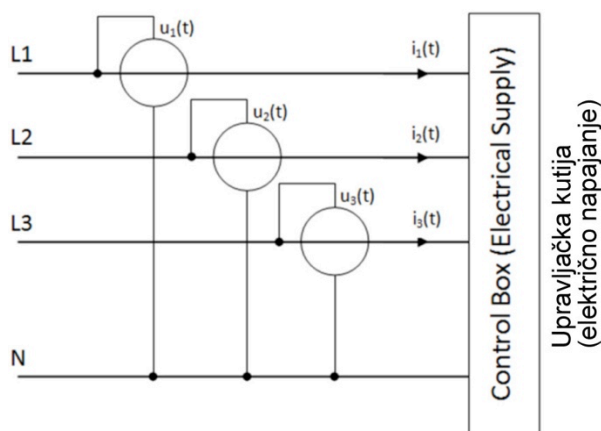 u₁(t)
L1
i₁(t)
u₂(t)
L2
i₂(t)
u₃(t)
L3
i₃(t)
N
Control Box (Electrical Supply)
Upravljačka kutija
(električno napajanje)